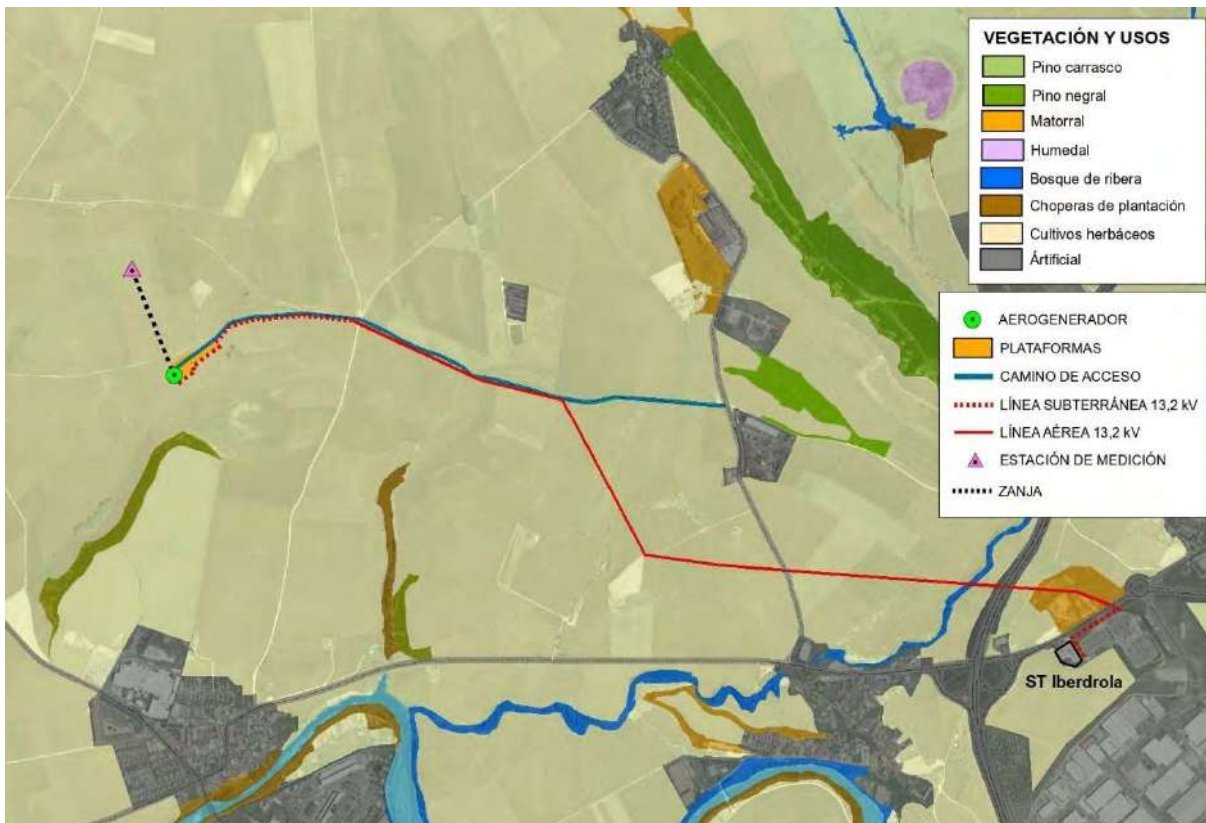 VEGETACIÓN Y USOS
Pino carrasco
Pino negral
Matorral
Humedal
Bosque de ribera
Choperas de plantación
Cultivos herbáceos
Ártificial
AEROGENERADOR
PLATAFORMAS
CAMINO DE ACCESO
LÍNEA SUBTERRÁNEA 13,2 kV
LÍNEA AÉREA 13,2 kV
ESTACIÓN DE MEDICIÓN
ZANJA
ST Iberdrola